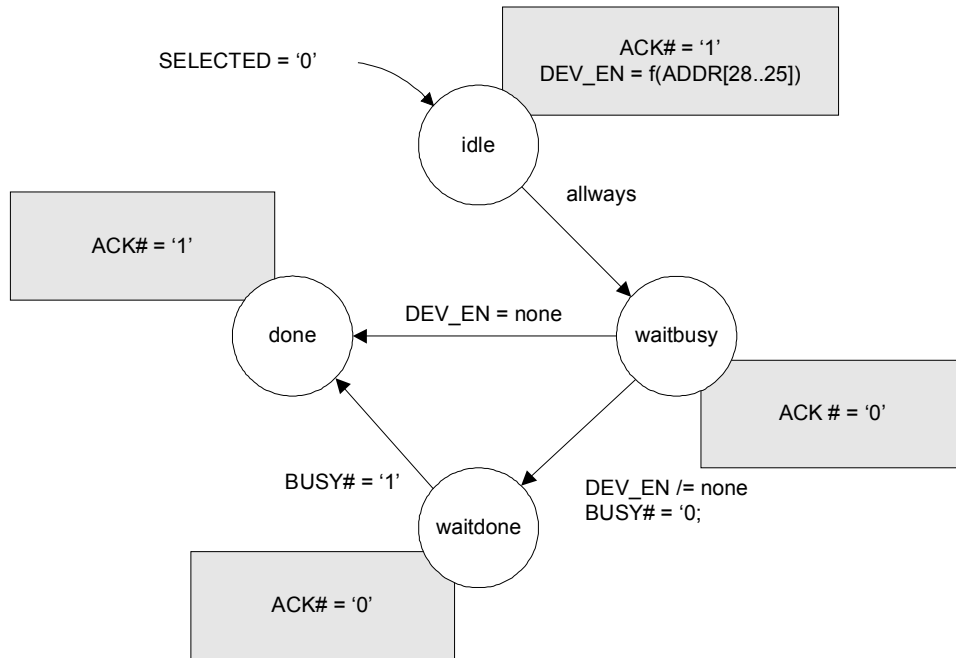 SELECTED = ‘0’
ACK# = ‘1’
DEV_EN = f(ADDR[28..25])
idle
allways
ACK# = ‘1’
done
DEV_EN = none
waitbusy
ACK # = ‘0’
BUSY# = ‘1’
DEV_EN /= none
BUSY# = ‘0;
waitdone
ACK# = ‘0’